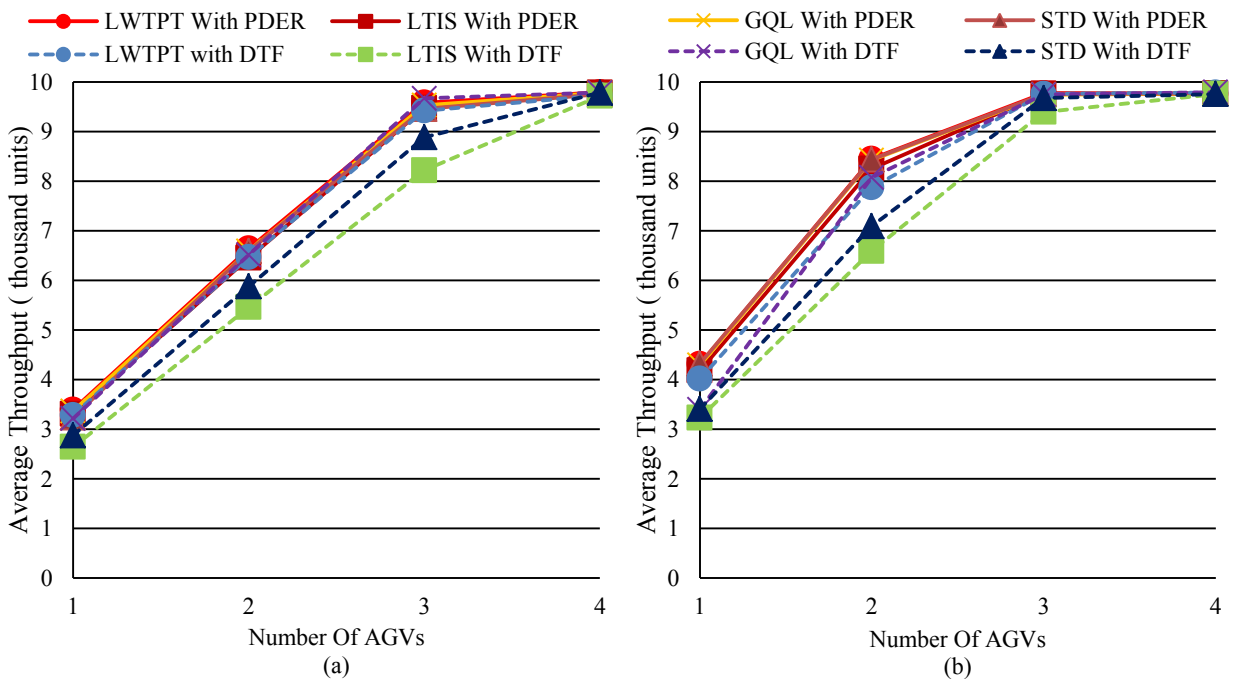 LWTPT With PDER
LTIS With PDER
LWTPT with DTF
LTIS With DTF
GQL With PDER
STD With PDER
GQL With DTF
STD With DTF
Average Throughput ( thousand units)
10
9
8
7
6
5
4
3
2
1
0
1 2 3 4
Number Of AGVs
(a)
Average Throughput ( thousand units)
10
9
8
7
6
5
4
3
2
1
0
1 2 3 4
Number Of AGVs
(b)